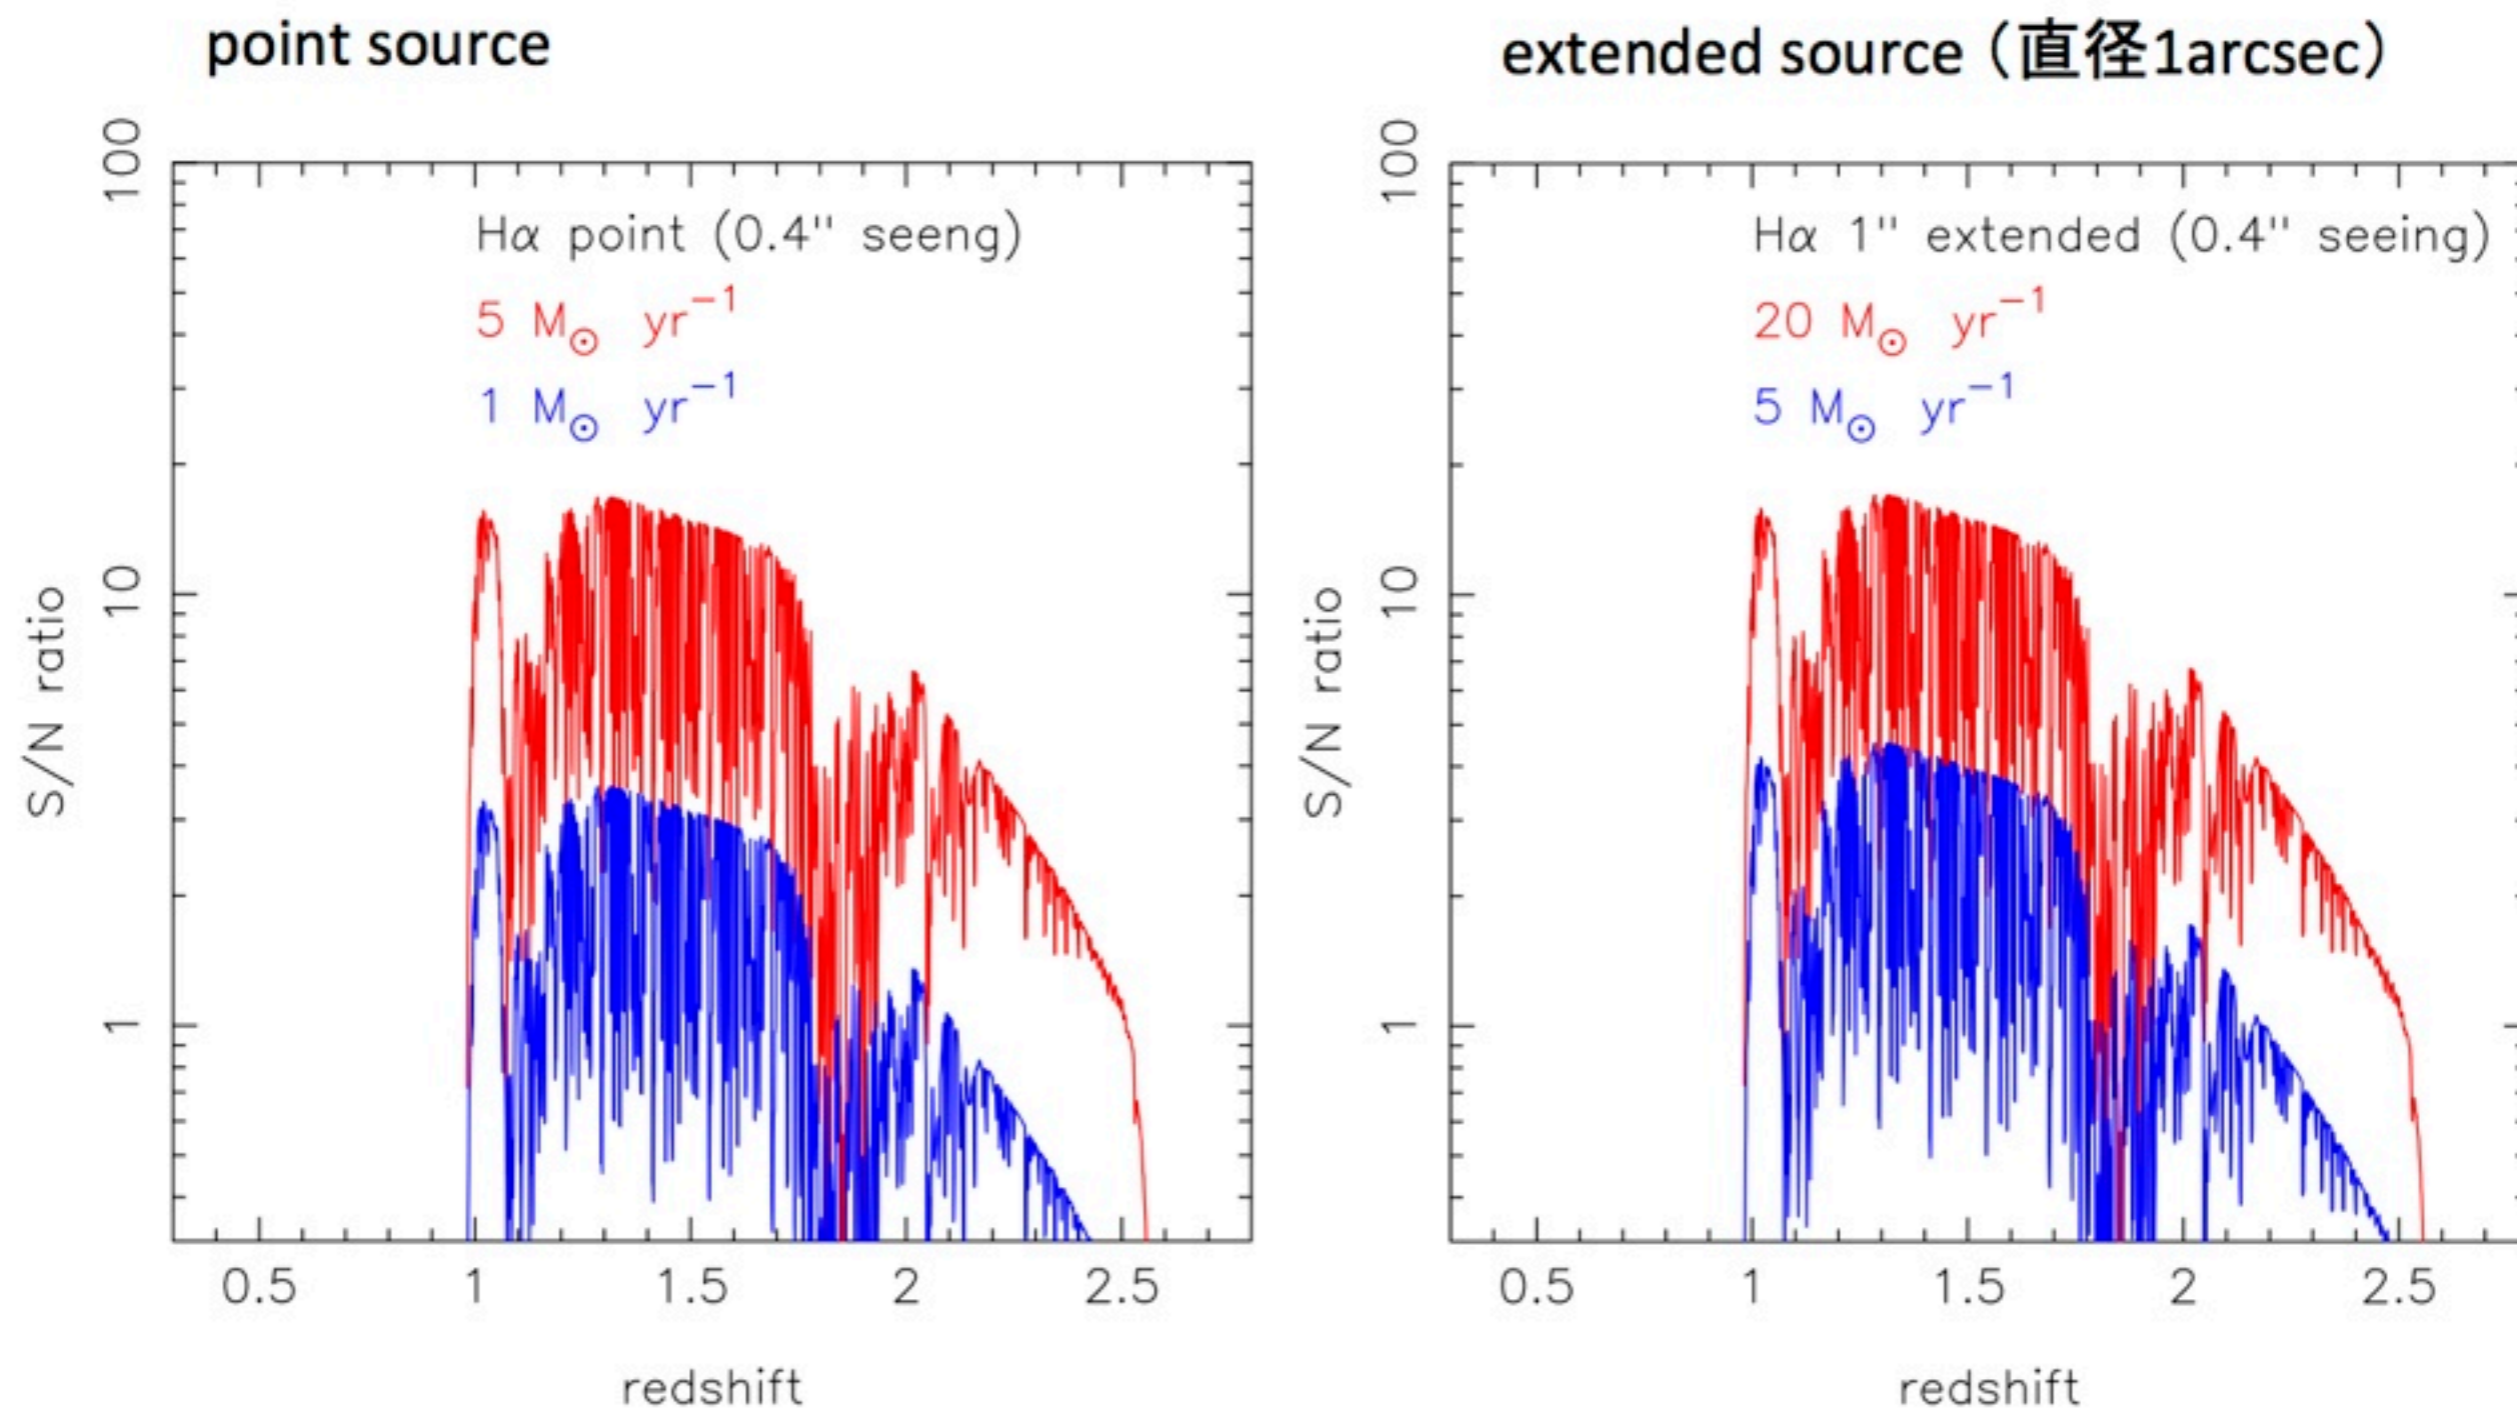 point source
100
Hα point (0.4" seeng)
5 M☉ yr⁻¹
1 M☉ yr⁻¹
10
1
S/N ratio
0.5 1 1.5 2 2.5
redshift
extended source（直径1arcsec）
100
Hα 1" extended (0.4" seeing)
20 M☉ yr⁻¹
5 M☉ yr⁻¹
10
1
S/N ratio
0.5 1 1.5 2 2.5
redshift